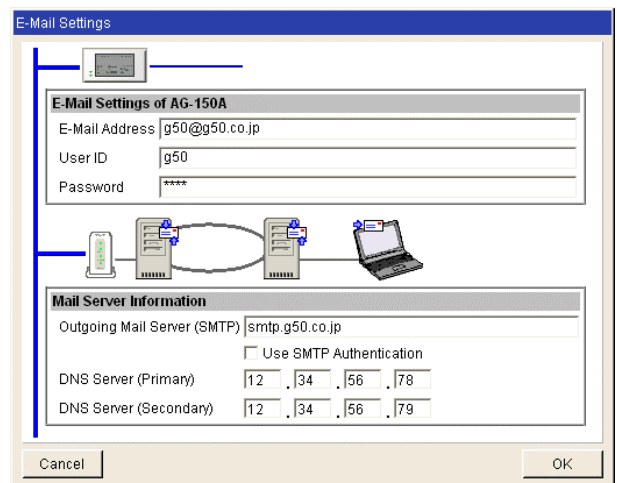 E-Mail Settings
E-Mail Settings of AG-150A
E-Mail Address g50@g50.co.jp
User ID g50
Password ****
Mail Server Information
Outgoing Mail Server (SMTP) smtp.g50.co.jp
Use SMTP Authentication
DNS Server (Primary) 12 . 34 . 56 . 78
DNS Server (Secondary) 12 . 34 . 56 . 79
Cancel OK